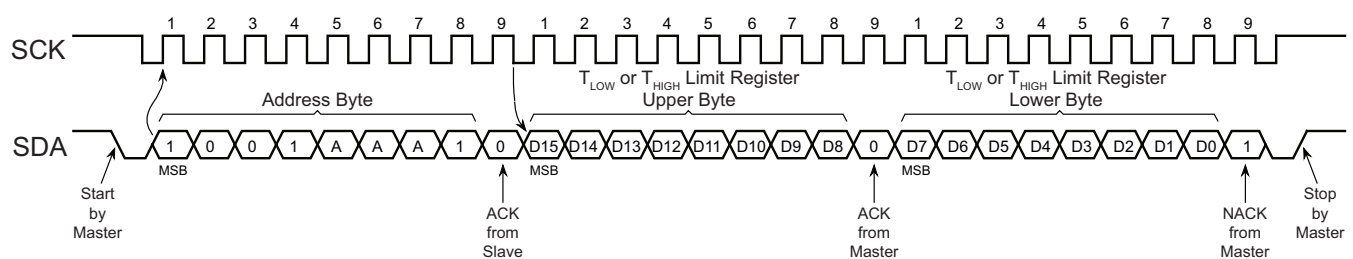 1 2 3 4 5 6 7 8 9 1 2 3 4 5 6 7 8 9 1 2 3 4 5 6 7 8 9
SCK
TLOW or THIGH Limit Register
Upper Byte
TLOW or THIGH Limit Register
Lower Byte
Address Byte
SDA
1 0 0 1 A A A 1 0 D15 D14 D13 D12 D11 D10 D9 D8 0 D7 D6 D5 D4 D3 D2 D1 D0 1
MSB MSB MSB
Start
by
Master
ACK
from
Slave
ACK
from
Master
NACK
from
Master
Stop
by
Master